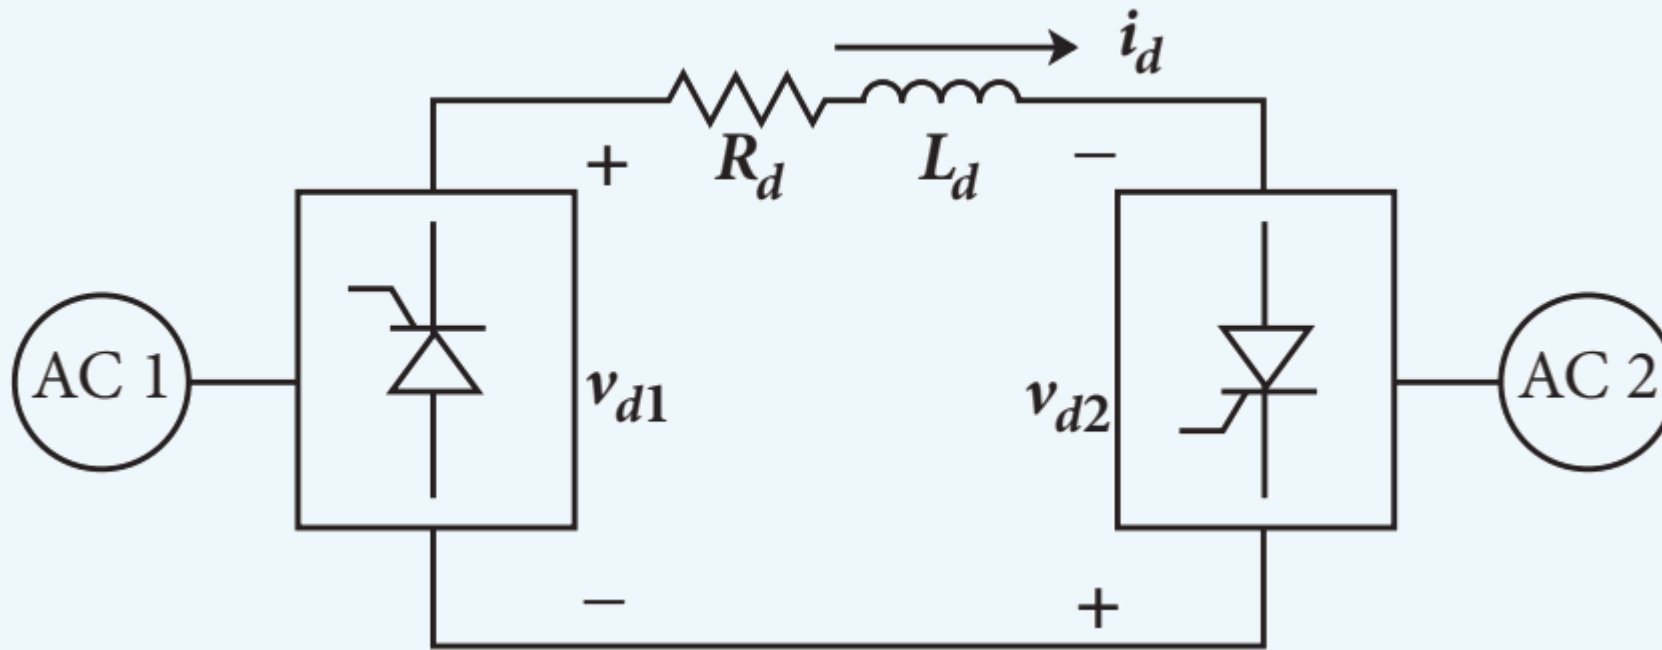 i_d
+ R_d L_d −
AC 1 v_d1 v_d2 AC 2
− +